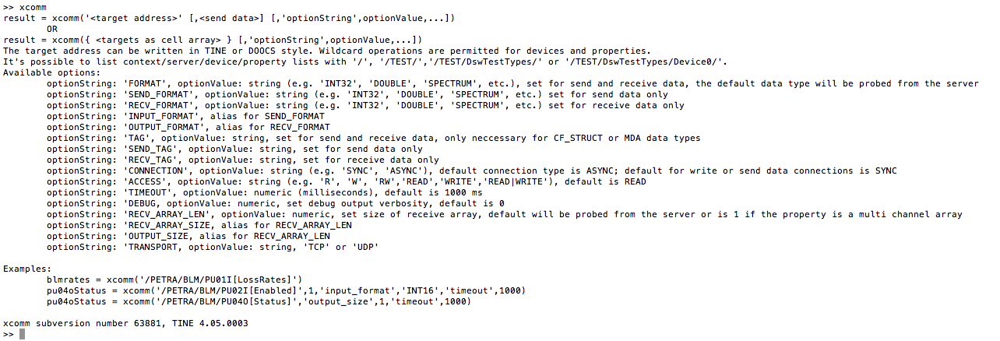 >> xcomm
result = xcomm('<target address>' [,<send data>] [,'optionString',optionValue,...])
OR
result = xcomm({ <targets as cell array> } [,'optionString',optionValue,...])
The target address can be written in TINE or DOOCS style. Wildcard operations are permitted for devices and properties.
It's possible to list context/server/device/property lists with '/', '/TEST/','/TEST/DswTestTypes/' or '/TEST/DswTestTypes/Device0/'.
Available options:
optionString: 'FORMAT', optionValue: string (e.g. 'INT32', 'DOUBLE', 'SPECTRUM', etc.), set for send and receive data, the default data type will be probed from the server
optionString: 'SEND_FORMAT', optionValue: string (e.g. 'INT32', 'DOUBLE', 'SPECTRUM', etc.) set for send data only
optionString: 'RECV_FORMAT', optionValue: string (e.g. 'INT32', 'DOUBLE', 'SPECTRUM', etc.) set for receive data only
optionString: 'INPUT_FORMAT', alias for SEND_FORMAT
optionString: 'OUTPUT_FORMAT', alias for RECV_FORMAT
optionString: 'TAG', optionValue: string, set for send and receive data, only neccessary for CF_STRUCT or MDA data types
optionString: 'SEND_TAG', optionValue: string, set for send data only
optionString: 'RECV_TAG', optionValue: string, set for receive data only
optionString: 'CONNECTION', optionValue: string (e.g. 'SYNC', 'ASYNC'), default connection type is ASYNC; default for write or send data connections is SYNC
optionString: 'ACCESS', optionValue: string (e.g. 'R', 'W', 'RW','READ','WRITE','READ|WRITE'), default is READ
optionString: 'TIMEOUT', optionValue: numeric (milliseconds), default is 1000 ms
optionString: 'DEBUG, optionValue: numeric, set debug output verbosity, default is 0
optionString: 'RECV_ARRAY_LEN', optionValue: numeric, set size of receive array, default will be probed from the server or is 1 if the property is a multi channel array
optionString: 'RECV_ARRAY_SIZE, alias for RECV_ARRAY_LEN
optionString: 'OUTPUT_SIZE, alias for RECV_ARRAY_LEN
optionString: 'TRANSPORT, optionValue: string, 'TCP' or 'UDP'
Examples:
blmrates = xcomm('/PETRA/BLM/PU01I[LossRates]')
pu04oStatus = xcomm('/PETRA/BLM/PU02I[Enabled]',1,'input_format','INT16','timeout',1000)
pu04oStatus = xcomm('/PETRA/BLM/PU04O[Status]','output_size',1,'timeout',1000)
xcomm subversion number 63881, TINE 4.05.0003
>>